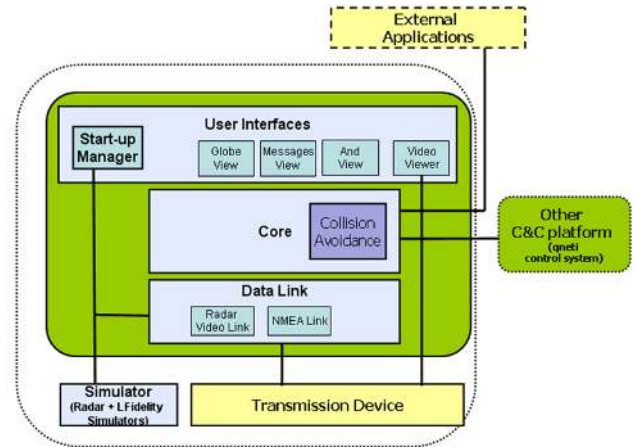 External
Applications
User Interfaces
Start-up
Manager
Globe
View
Messages
View
And
View
Video
Viewer
Core
Collision
Avoidance
Other
C&C platform
(qneti
control system)
Data Link
Radar
Video Link
NMEA Link
Simulator
(Radar + LFidelity
Simulators)
Transmission Device